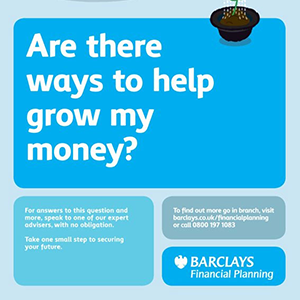 Are there
ways to help
grow my
money?
For answers to this question and
more, speak to one of our expert
advisers, with no obligation.
Take one small step to securing
your future.
To find out more go in branch, visit
barclays.co.uk/financialplanning
or call 0800 197 1083
BARCLAYS
Financial Planning